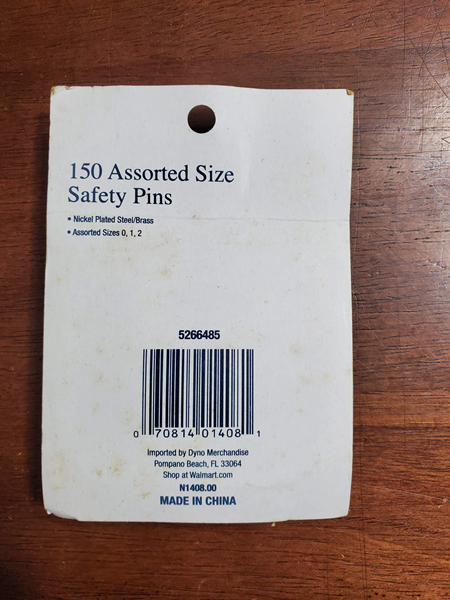 150 Assorted Size
Safety Pins
• Nickel Plated Steel/Brass
• Assorted Sizes 0, 1, 2
5266485
0 70814 01408 1
Imported by Dyno Merchandise
Pompano Beach, FL 33064
Shop at Walmart.com
N1408.00
MADE IN CHINA